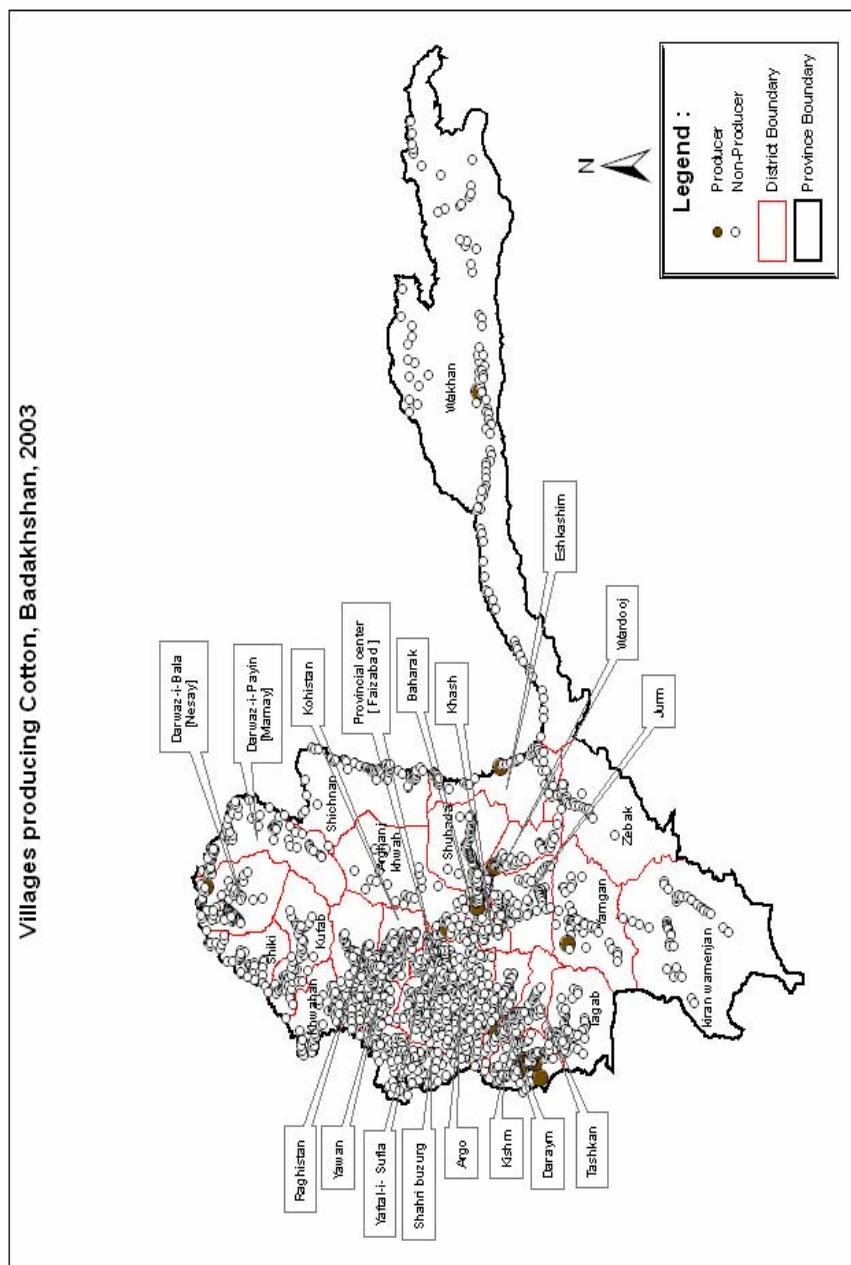 Villages producing Cotton, Badakhshan, 2003
Darwaz-i-Bala
[Nesay]
Darwaz-i-Payin
[Mamay]
Kohistan
Provincial center
[ Faizabad ]
Baharak
Khash
Eshkashim
Wardooj
Jurm
Raghistan
Yawan
Yaftal-i- Sufla
Shahri buzurg
Argo
Kishm
Daraym
Tashkan
Shiki
Kufab
Khwahan
Shichnan
Arghanj
khwah
Shuhada
Zebak
Yamgan
Tagab
kiran wamenjan
Wakhan
N
Legend :
Producer
Non-Producer
District Boundary
Province Boundary